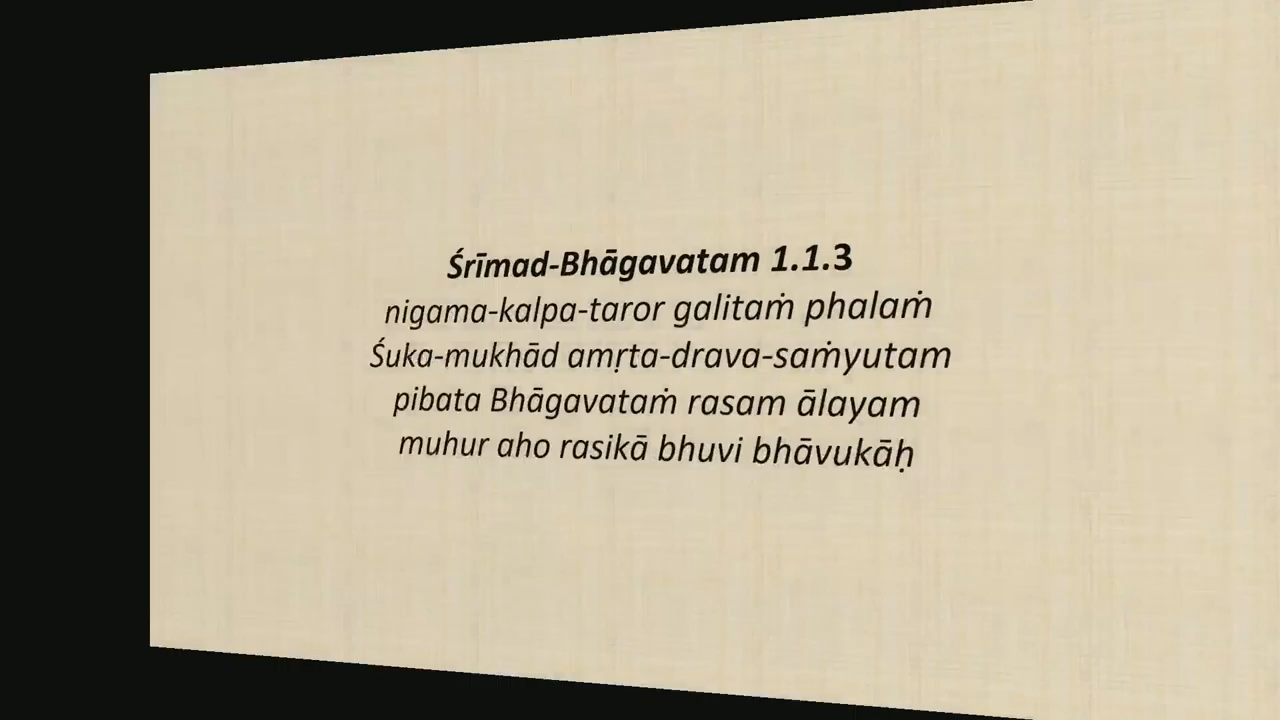 Śrīmad-Bhāgavatam 1.1.3
nigama-kalpa-taror galitaṁ phalaṁ
Śuka-mukhād amṛta-drava-saṁyutam
pibata Bhāgavataṁ rasam ālayam
muhur aho rasikā bhuvi bhāvukāḥ